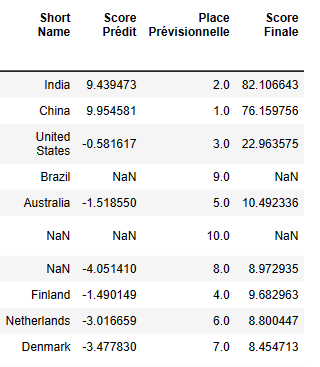 Short Name Score Prédit Place Prévisionnelle Score Finale
India 9.439473 2.0 82.106643
China 9.954581 1.0 76.159756
United States -0.581617 3.0 22.963575
Brazil NaN 9.0 NaN
Australia -1.518550 5.0 10.492336
NaN NaN 10.0 NaN
NaN -4.051410 8.0 8.972935
Finland -1.490149 4.0 9.682963
Netherlands -3.016659 6.0 8.800447
Denmark -3.477830 7.0 8.454713